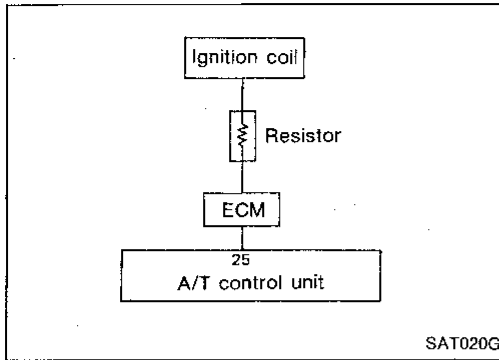 Ignition coil
Resistor
ECM
25
A/T control unit
SAT020G